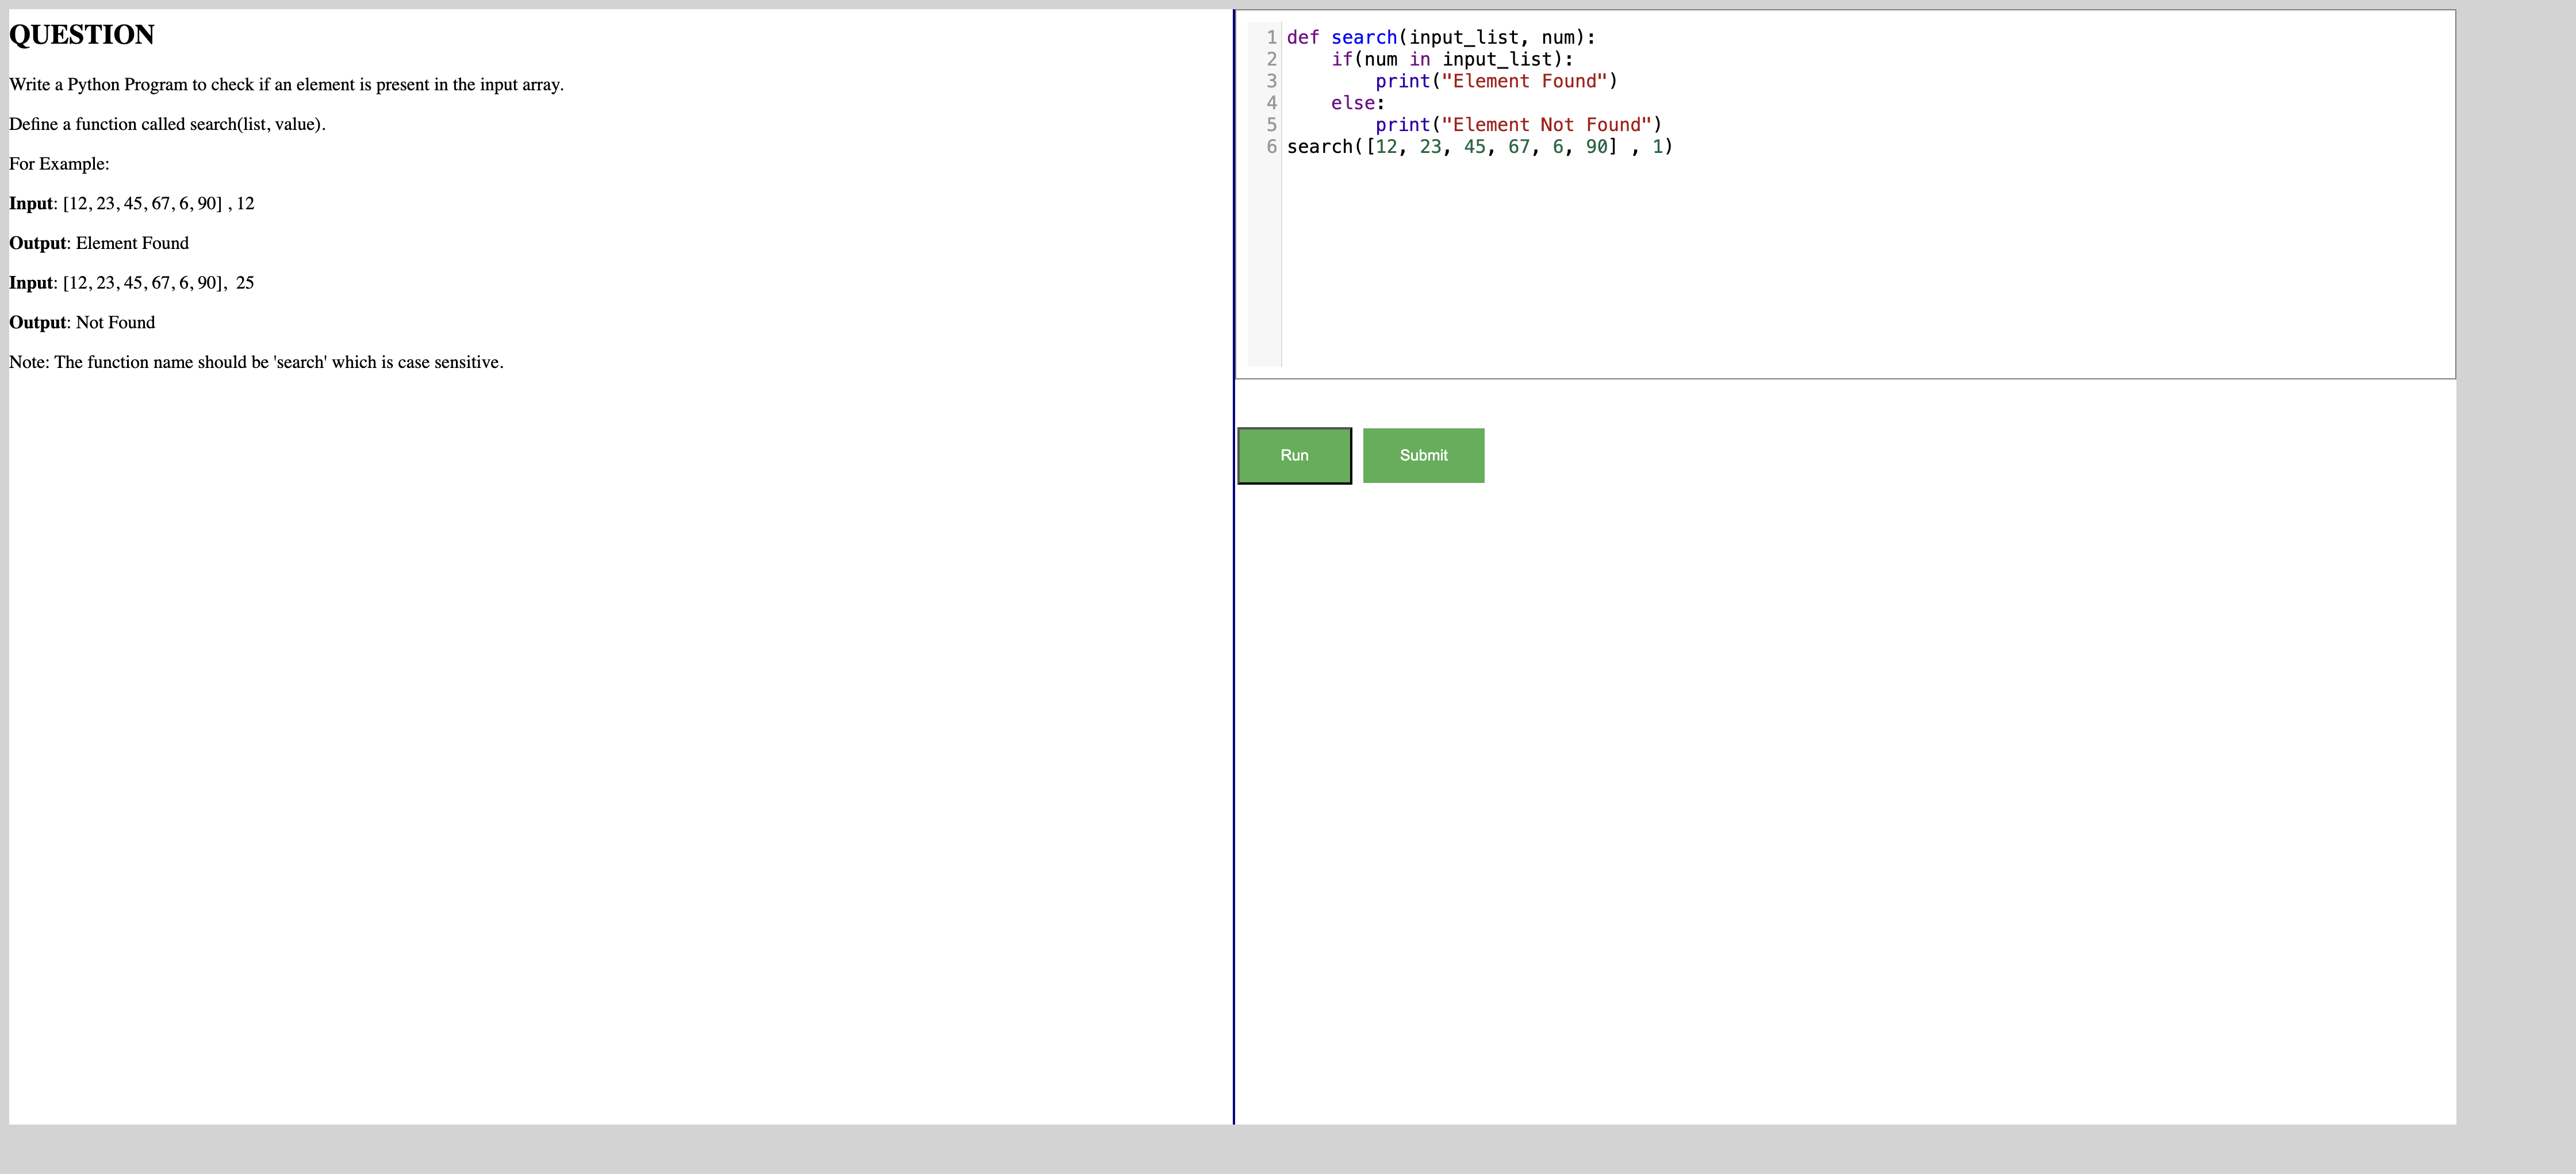 QUESTION
Write a Python Program to check if an element is present in the input array.
Define a function called search(list, value).
For Example:
Input: [12, 23, 45, 67, 6, 90] , 12
Output: Element Found
Input: [12, 23, 45, 67, 6, 90],  25
Output: Not Found
Note: The function name should be 'search' which is case sensitive.
1 def search(input_list, num):
2     if(num in input_list):
3         print("Element Found")
4     else:
5         print("Element Not Found")
6 search([12, 23, 45, 67, 6, 90] , 1)
Run Submit